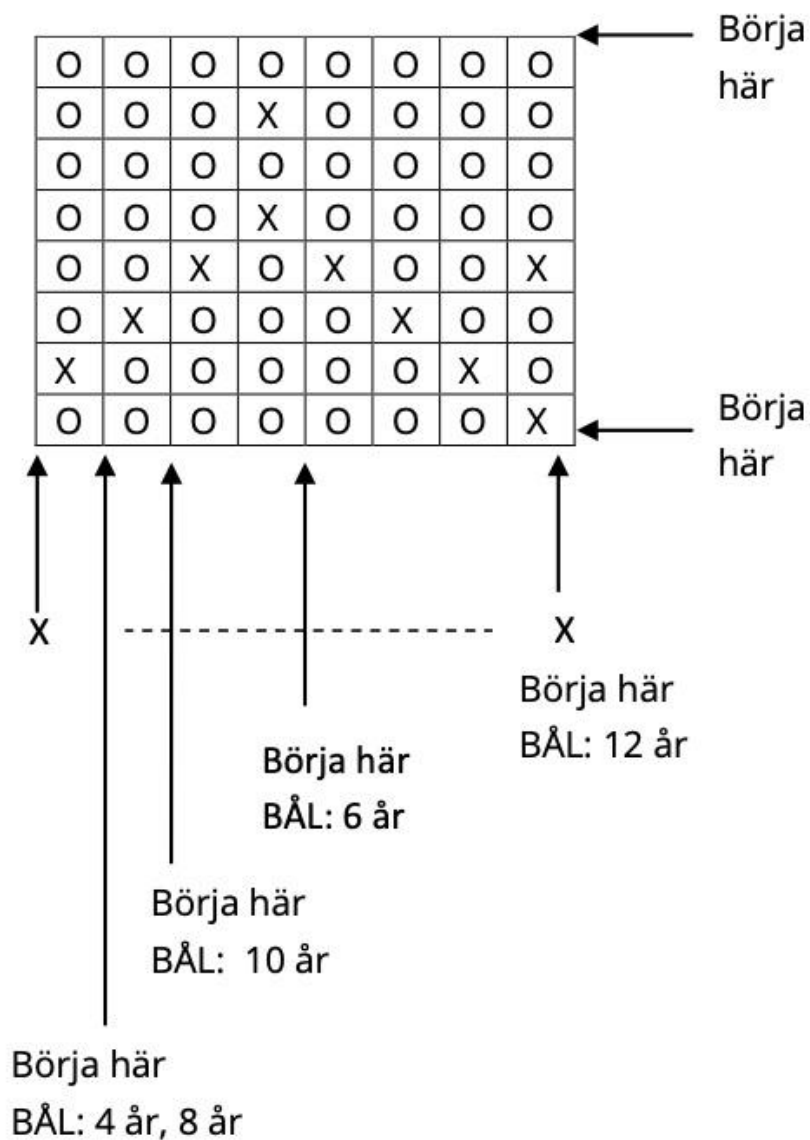 Börja
här
O O O O O O O O
O O O X O O O O
O O O O O O O O
O O O X O O O O
O O X O X O O X
O X O O O X O O
X O O O O O X O
O O O O O O O X
Börja
här
X X
Börja här
BÅL: 12 år
Börja här
BÅL: 6 år
Börja här
BÅL: 10 år
Börja här
BÅL: 4 år, 8 år